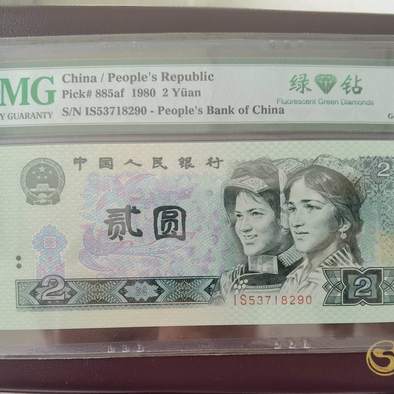 China / People's Republic
Pick# 885af 1980 2 Yüan
S/N IS53718290 - People's Bank of China
MG
Y GUARANTY
绿 钻
Fluorescent Green Diamonds
G
中国人民银行
2
贰圆
IS53718290
2
2